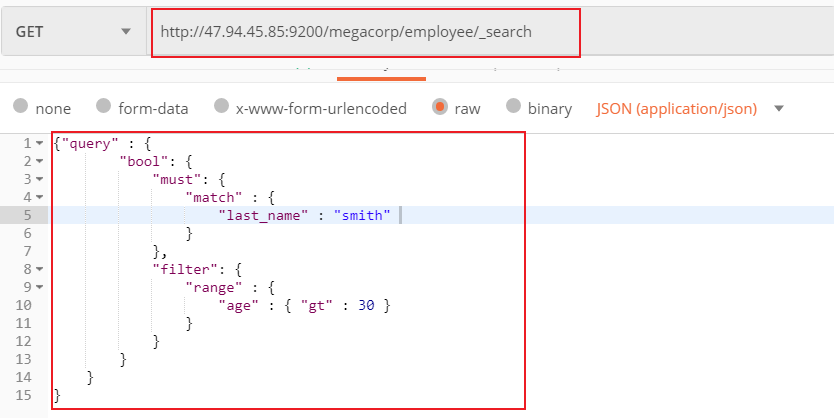 GET http://47.94.45.85:9200/megacorp/employee/_search
none form-data x-www-form-urlencoded raw binary JSON (application/json)
1 {"query" : {
2 "bool": {
3 "must": {
4 "match" : {
5 "last_name" : "smith"
6 }
7 },
8 "filter": {
9 "range" : {
10 "age" : { "gt" : 30 }
11 }
12 }
13 }
14 }
15 }